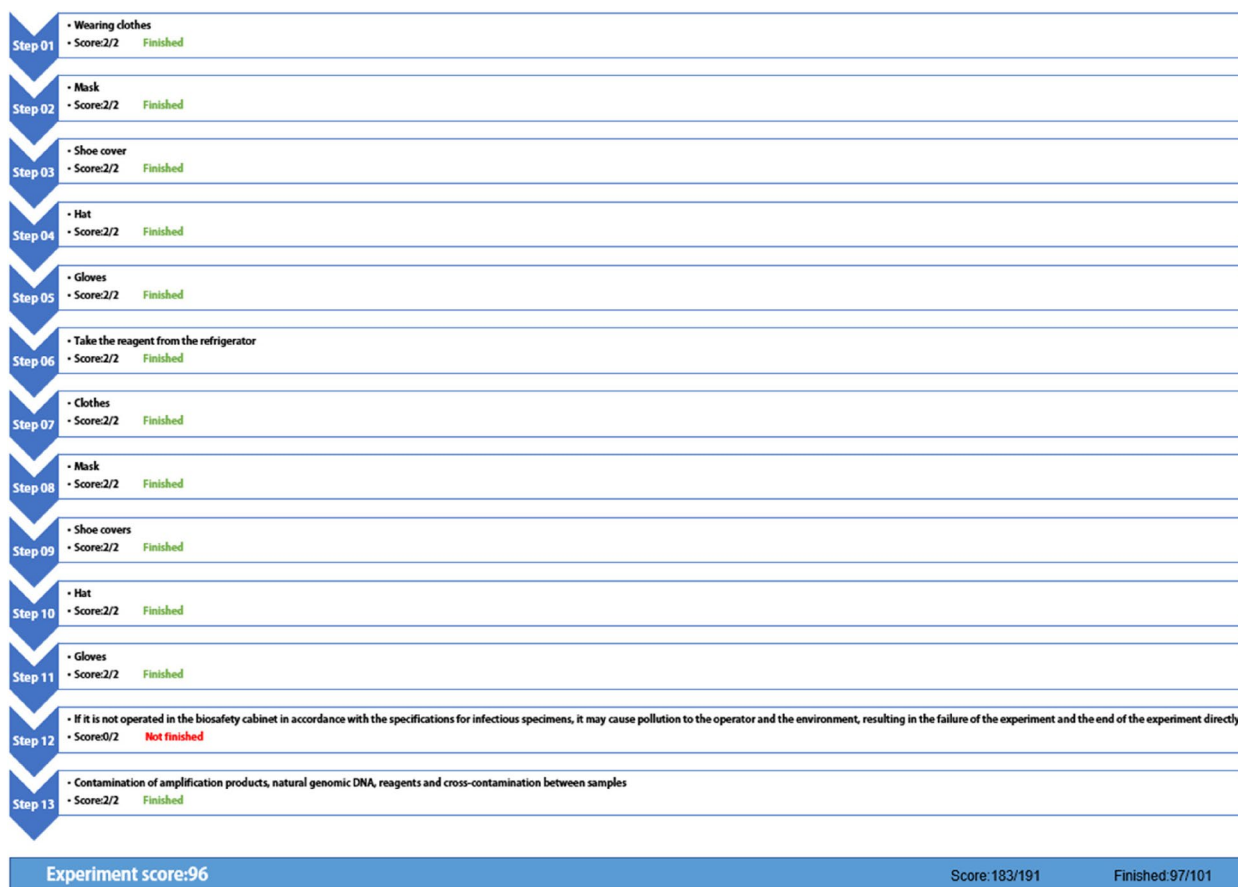 Step 01
• Wearing clothes
• Score:2/2 Finished
Step 02
• Mask
• Score:2/2 Finished
Step 03
• Shoe cover
• Score:2/2 Finished
Step 04
• Hat
• Score:2/2 Finished
Step 05
• Gloves
• Score:2/2 Finished
Step 06
• Take the reagent from the refrigerator
• Score:2/2 Finished
Step 07
• Clothes
• Score:2/2 Finished
Step 08
• Mask
• Score:2/2 Finished
Step 09
• Shoe covers
• Score:2/2 Finished
Step 10
• Hat
• Score:2/2 Finished
Step 11
• Gloves
• Score:2/2 Finished
Step 12
• If it is not operated in the biosafety cabinet in accordance with the specifications for infectious specimens, it may cause pollution to the operator and the environment, resulting in the failure of the experiment and the end of the experiment directly
• Score:0/2 Not finished
Step 13
• Contamination of amplification products, natural genomic DNA, reagents and cross-contamination between samples
• Score:2/2 Finished
Experiment score:96 Score:183/191 Finished:97/101